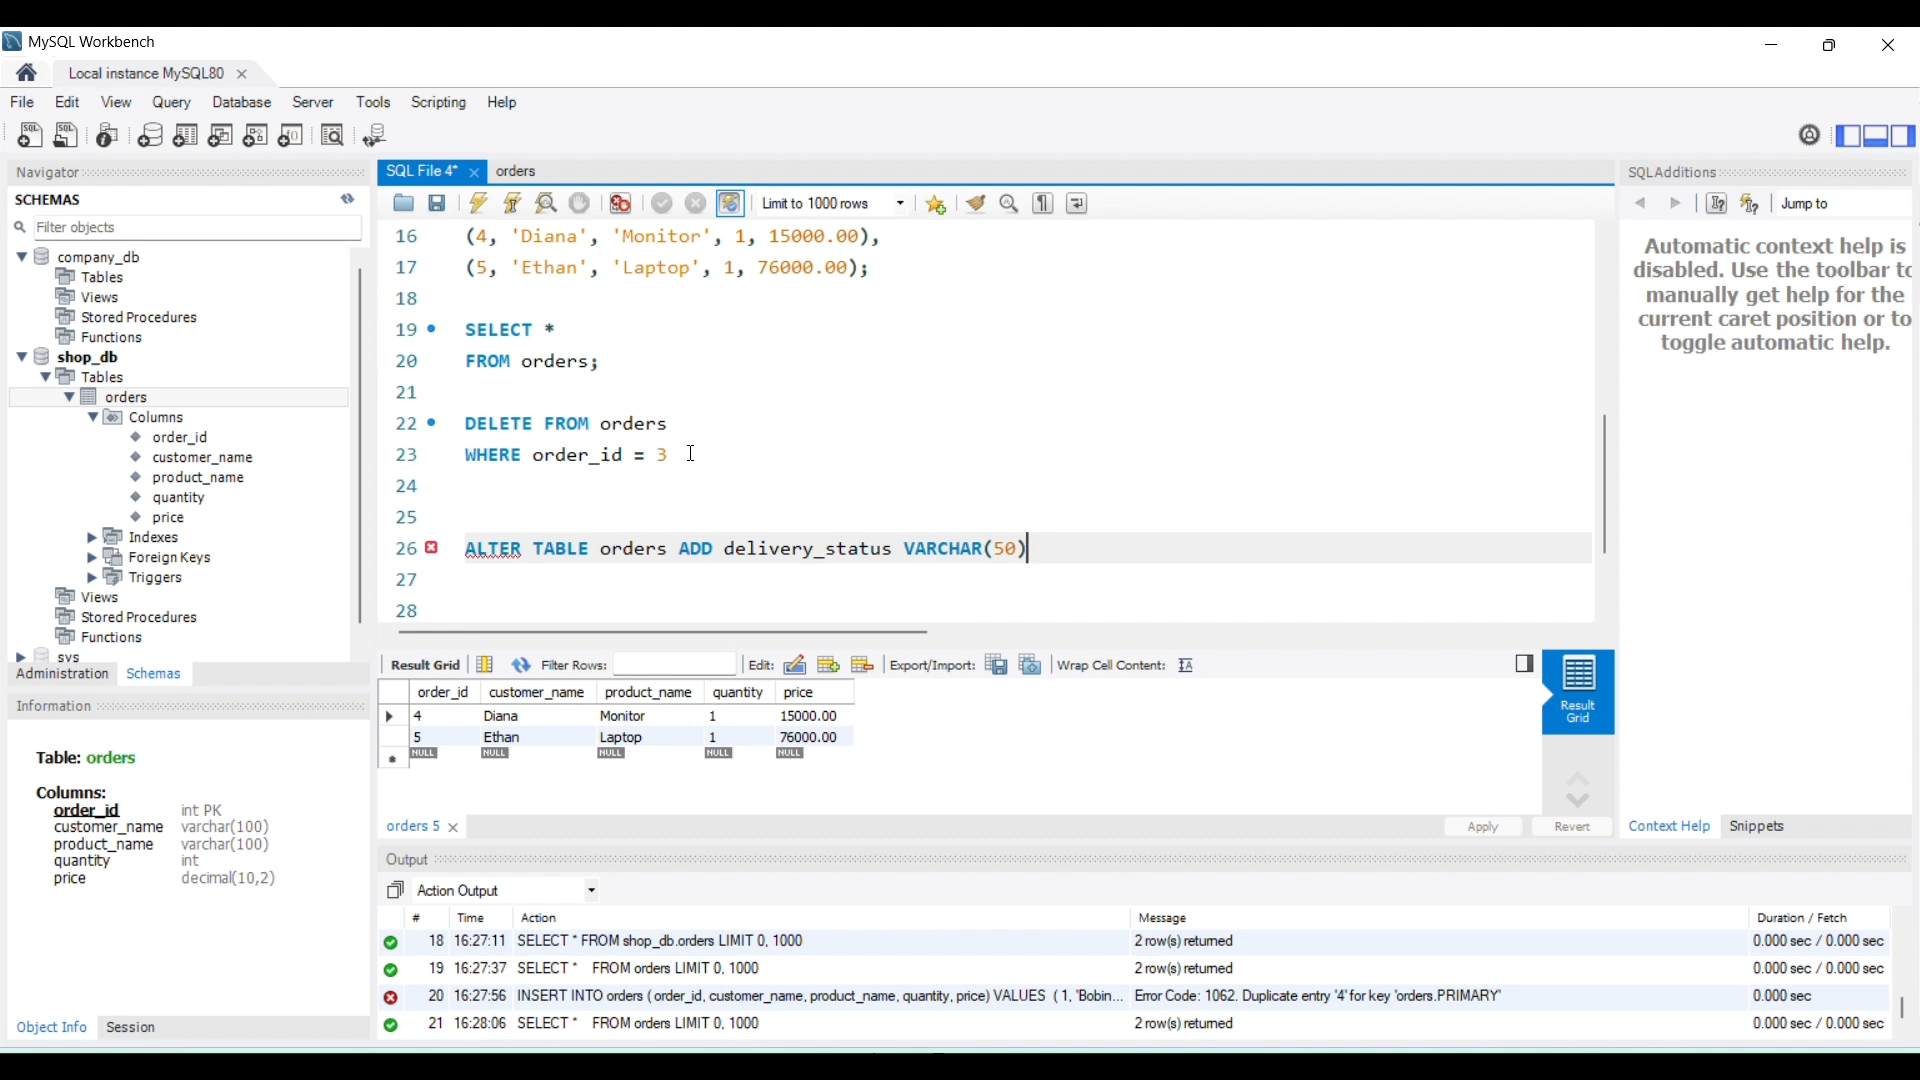 MySQL Workbench
Local instance MySQL80
File Edit View Query Database Server Tools Scripting Help
Navigator
SCHEMAS
Filter objects
company_db
Tables
Views
Stored Procedures
Functions
shop_db
Tables
orders
Columns
order_id
customer_name
product_name
quantity
price
Indexes
Foreign Keys
Triggers
Views
Stored Procedures
Functions
sys
Administration Schemas
Information
Table: orders
Columns:
order_id int PK
customer_name varchar(100)
product_name varchar(100)
quantity int
price decimal(10,2)
Object Info Session
SQL File 4* orders
Limit to 1000 rows
16 (4, 'Diana', 'Monitor', 1, 15000.00),
17 (5, 'Ethan', 'Laptop', 1, 76000.00);
18
19 SELECT *
20 FROM orders;
21
22 DELETE FROM orders
23 WHERE order_id = 3
24
25
26 ALTER TABLE orders ADD delivery_status VARCHAR(50)
27
28
Result Grid Filter Rows: Edit: Export/Import: Wrap Cell Content:
order_id customer_name product_name quantity price
4 Diana Monitor 1 15000.00
5 Ethan Laptop 1 76000.00
NULL NULL NULL NULL NULL
Result
Grid
orders 5 Apply Revert
Output
Action Output
# Time Action Message Duration / Fetch
18 16:27:11 SELECT * FROM shop_db.orders LIMIT 0, 1000 2 row(s) returned 0.000 sec / 0.000 sec
19 16:27:37 SELECT * FROM orders LIMIT 0, 1000 2 row(s) returned 0.000 sec / 0.000 sec
20 16:27:56 INSERT INTO orders (order_id, customer_name, product_name, quantity, price) VALUES (1, 'Bobin... Error Code: 1062. Duplicate entry '4' for key 'orders.PRIMARY' 0.000 sec
21 16:28:06 SELECT * FROM orders LIMIT 0, 1000 2 row(s) returned 0.000 sec / 0.000 sec
SQLAdditions
Jump to
Automatic context help is
disabled. Use the toolbar to
manually get help for the
current caret position or to
toggle automatic help.
Context Help Snippets